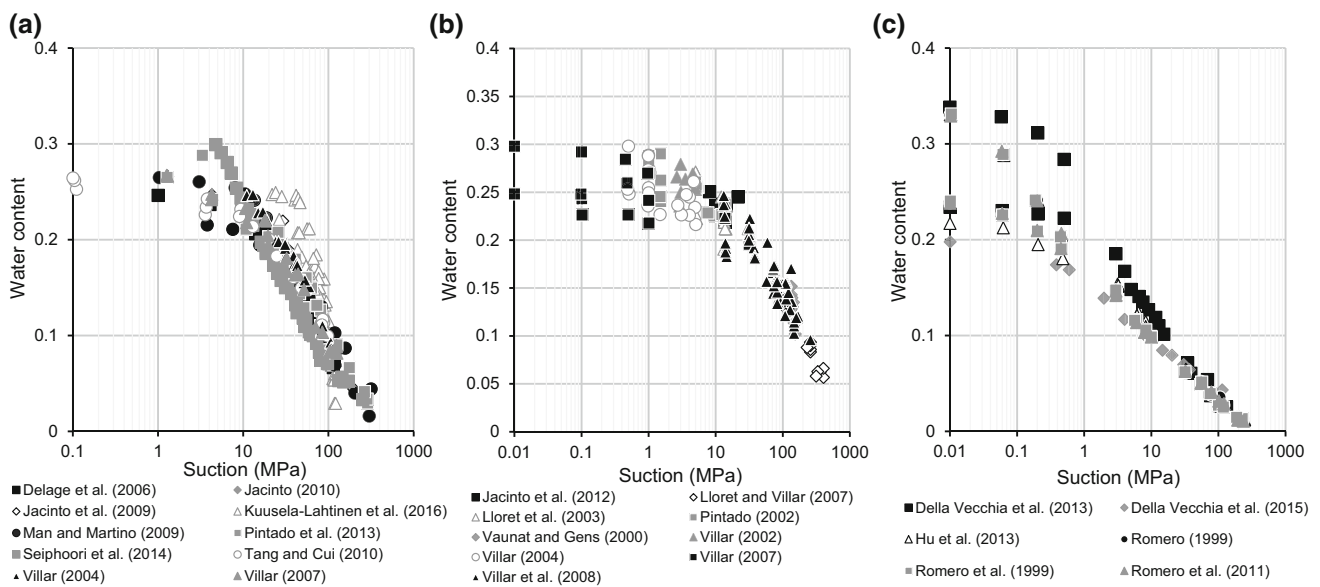 (a)
0.4
0.3
0.2
0.1
0
Water content
0.1 1 10 100 1000
Suction (MPa)
Delage et al. (2006) Jacinto (2010)
Jacinto et al. (2009) Kuusela-Lahtinen et al. (2016)
Man and Martino (2009) Pintado et al. (2013)
Seiphoori et al. (2014) Tang and Cui (2010)
Villar (2004) Villar (2007)
(b)
0.4
0.35
0.3
0.25
0.2
0.15
0.1
0.05
0
Water content
0.01 0.1 1 10 100 1000
Suction (MPa)
Jacinto et al. (2012) Lloret and Villar (2007)
Lloret et al. (2003) Pintado (2002)
Vaunat and Gens (2000) Villar (2002)
Villar (2004) Villar (2007)
Villar et al. (2008)
(c)
0.4
0.3
0.2
0.1
0
Water content
0.01 0.1 1 10 100 1000
Suction (MPa)
Della Vecchia et al. (2013) Della Vecchia et al. (2015)
Hu et al. (2013) Romero (1999)
Romero et al. (1999) Romero et al. (2011)